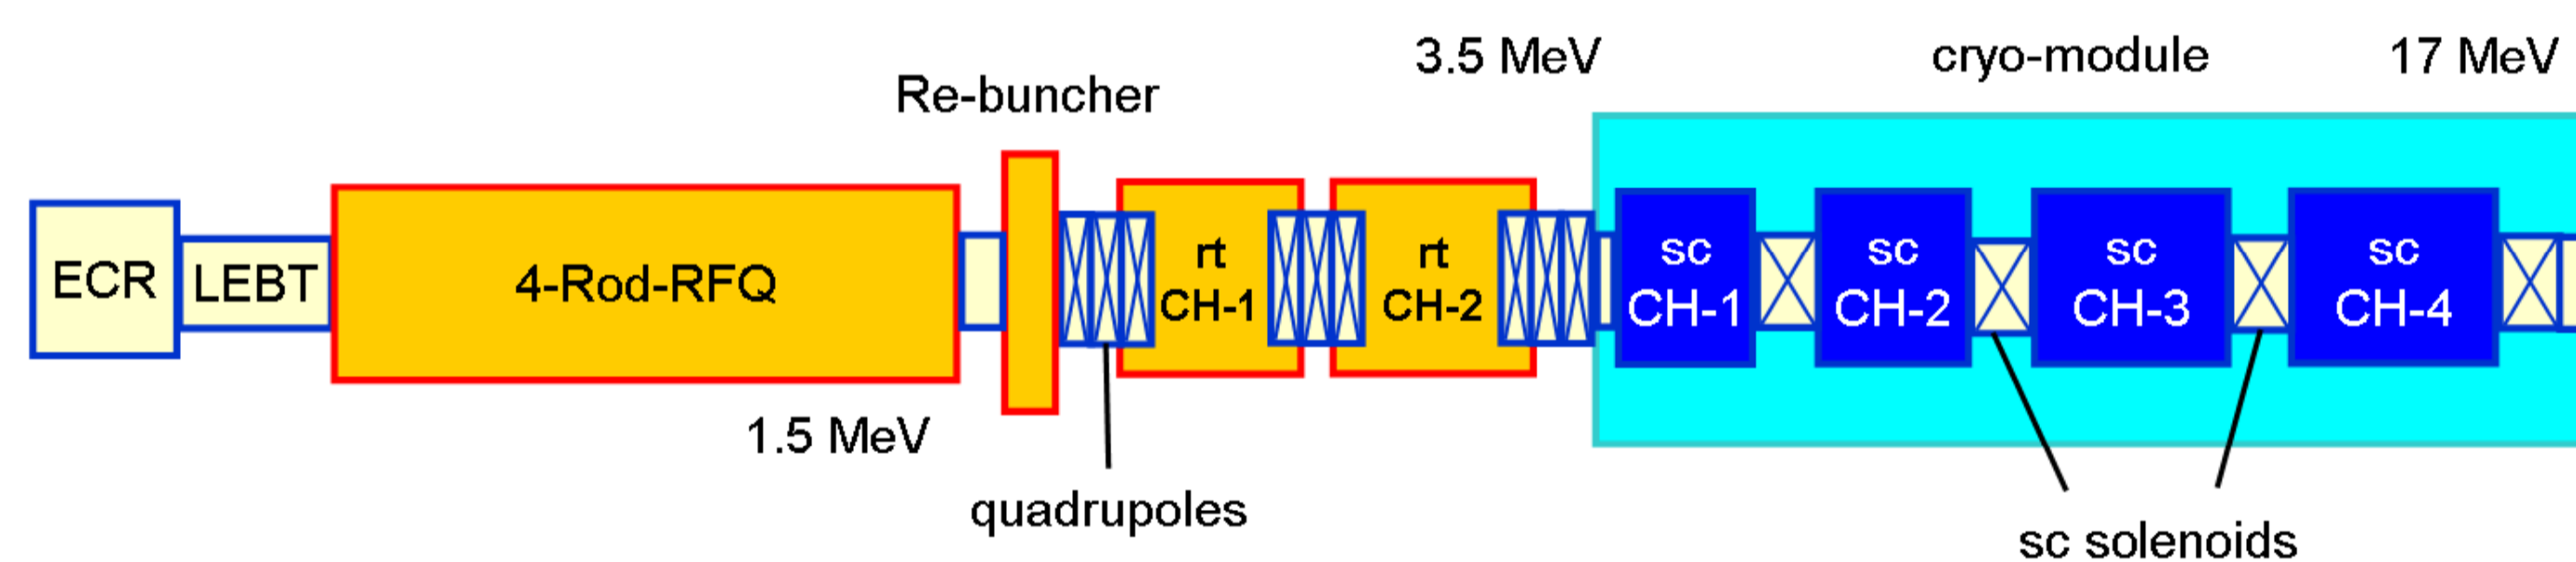 3.5 MeV
cryo-module
17 MeV
Re-buncher
ECR
LEBT
4-Rod-RFQ
rt
CH-1
rt
CH-2
sc
CH-1
sc
CH-2
sc
CH-3
sc
CH-4
1.5 MeV
quadrupoles
sc solenoids